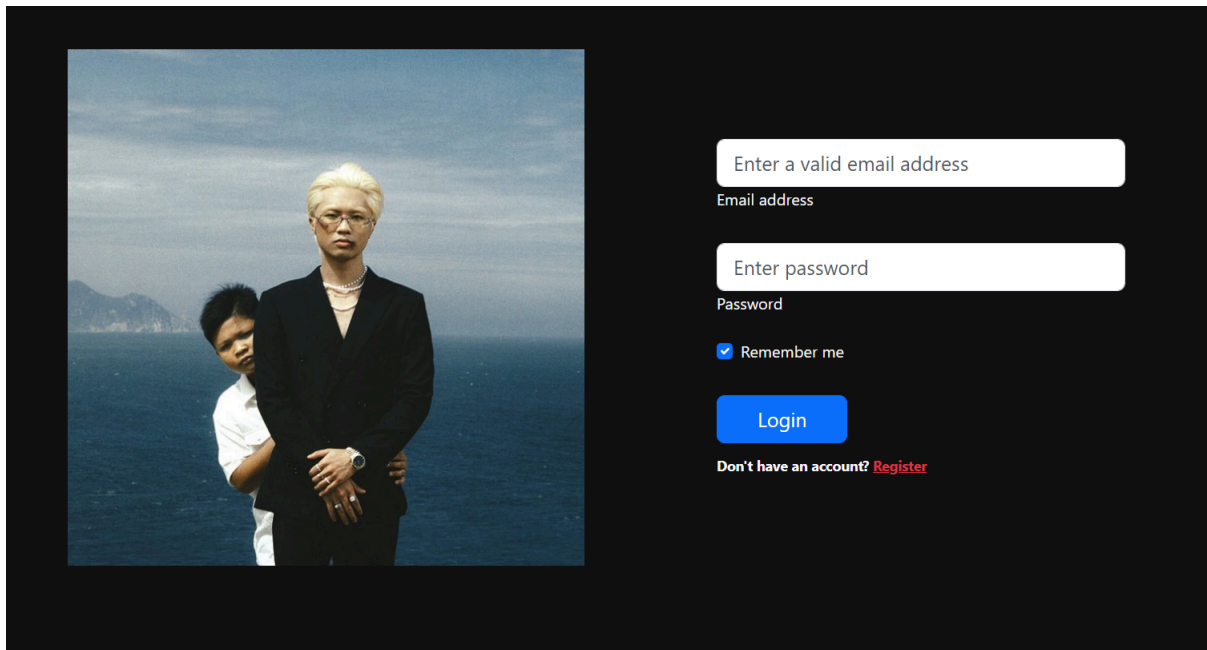 Enter a valid email address
Email address
Enter password
Password
Remember me
Login
Don't have an account? Register